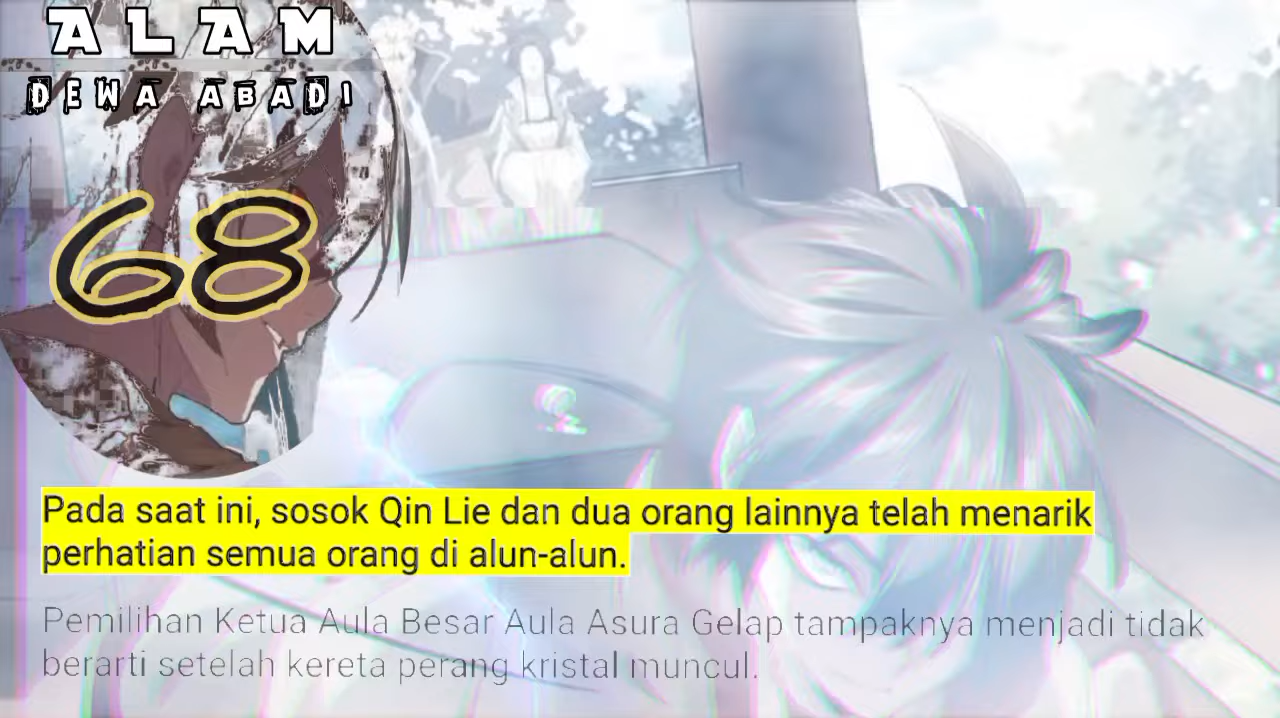 ALAM
DEWA ABADI
68
Pada saat ini, sosok Qin Lie dan dua orang lainnya telah menarik
perhatian semua orang di alun-alun.
Pemilihan Ketua Aula Besar Aula Asura Gelap tampaknya menjadi tidak
berarti setelah kereta perang kristal muncul.